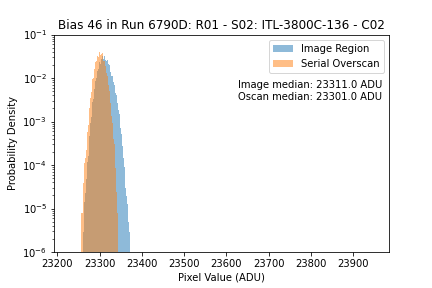 Bias 46 in Run 6790D: R01 - S02: ITL-3800C-136 - C02
Image Region
Serial Overscan
Image median: 23311.0 ADU
Oscan median: 23301.0 ADU
Probability Density
10⁻¹
10⁻²
10⁻³
10⁻⁴
10⁻⁵
10⁻⁶
23200 23300 23400 23500 23600 23700 23800 23900
Pixel Value (ADU)